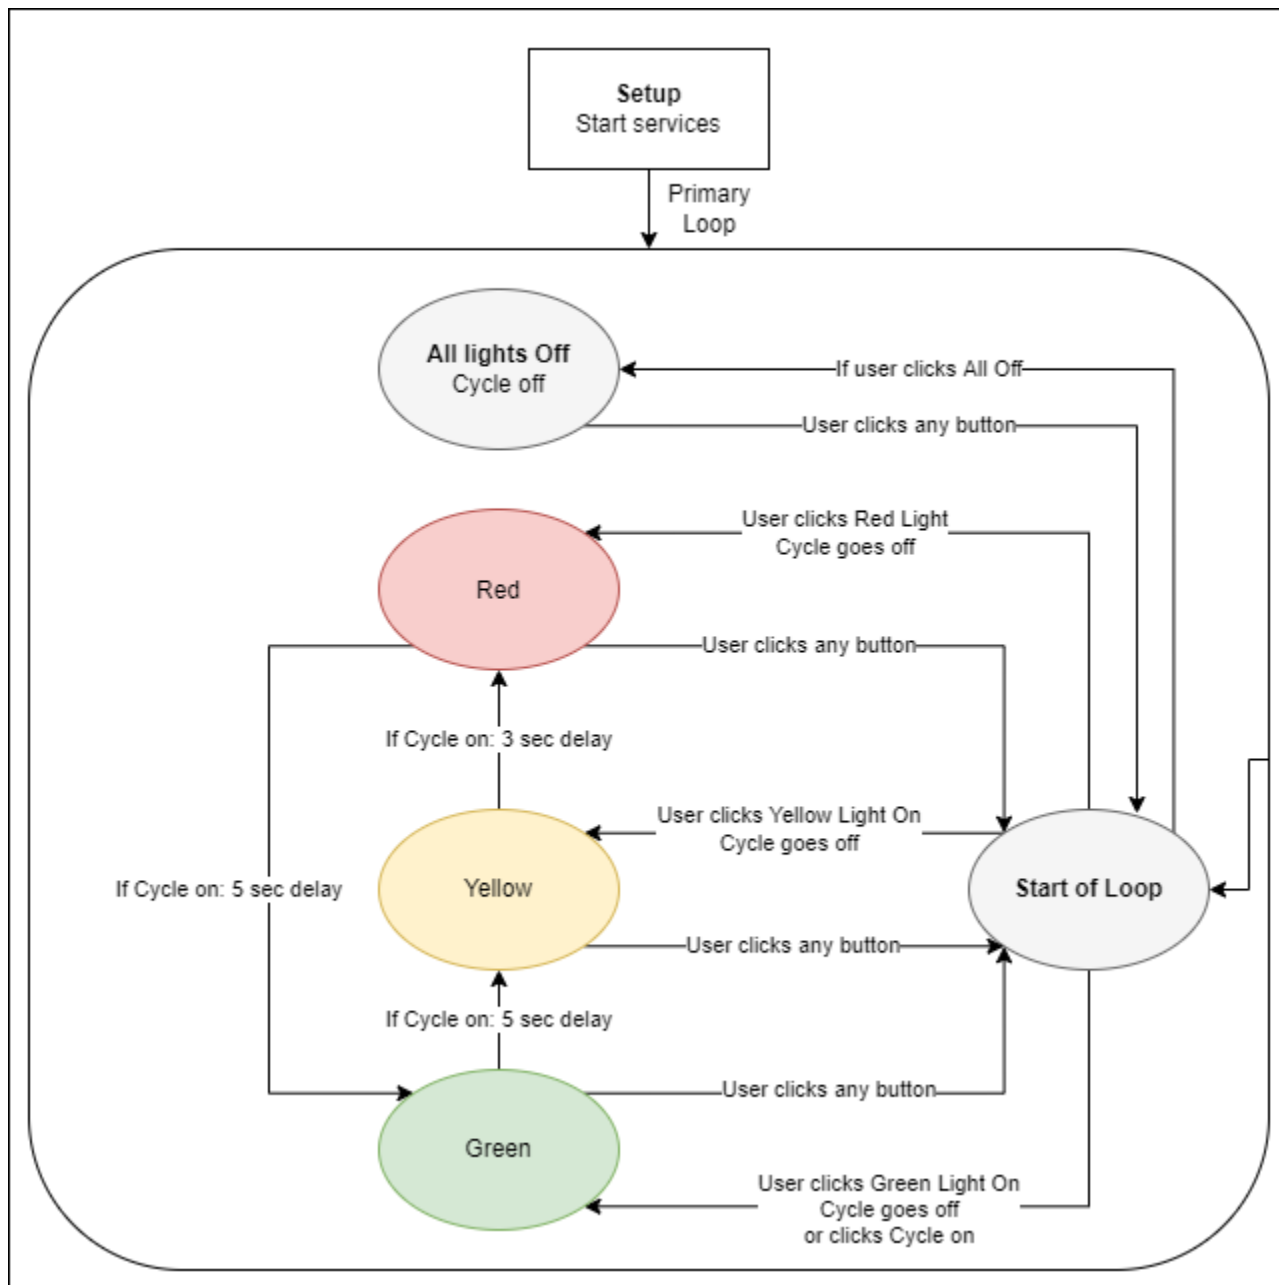 Setup
Start services
Primary
Loop
All lights Off
Cycle off
If user clicks All Off
User clicks any button
User clicks Red Light
Cycle goes off
Red
User clicks any button
If Cycle on: 3 sec delay
User clicks Yellow Light On
Cycle goes off
If Cycle on: 5 sec delay
Yellow
Start of Loop
User clicks any button
If Cycle on: 5 sec delay
User clicks any button
Green
User clicks Green Light On
Cycle goes off
or clicks Cycle on